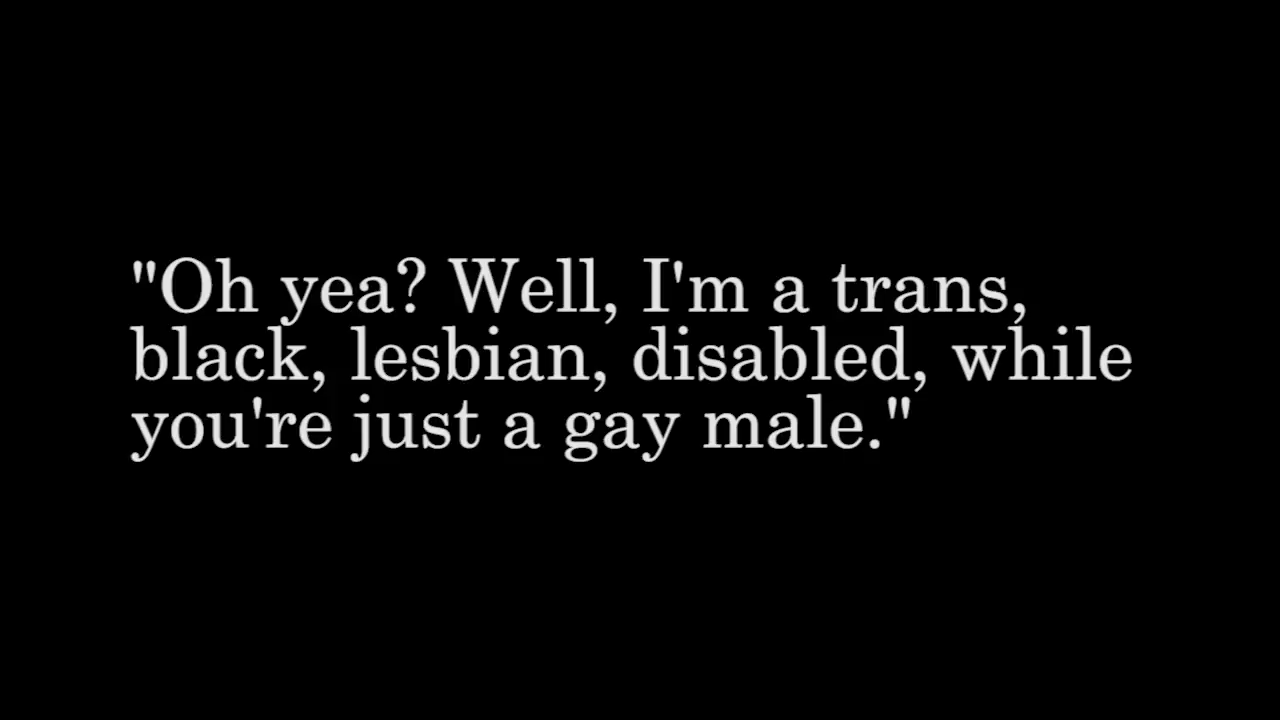 "Oh yea? Well, I'm a trans,
black, lesbian, disabled, while
you're just a gay male."